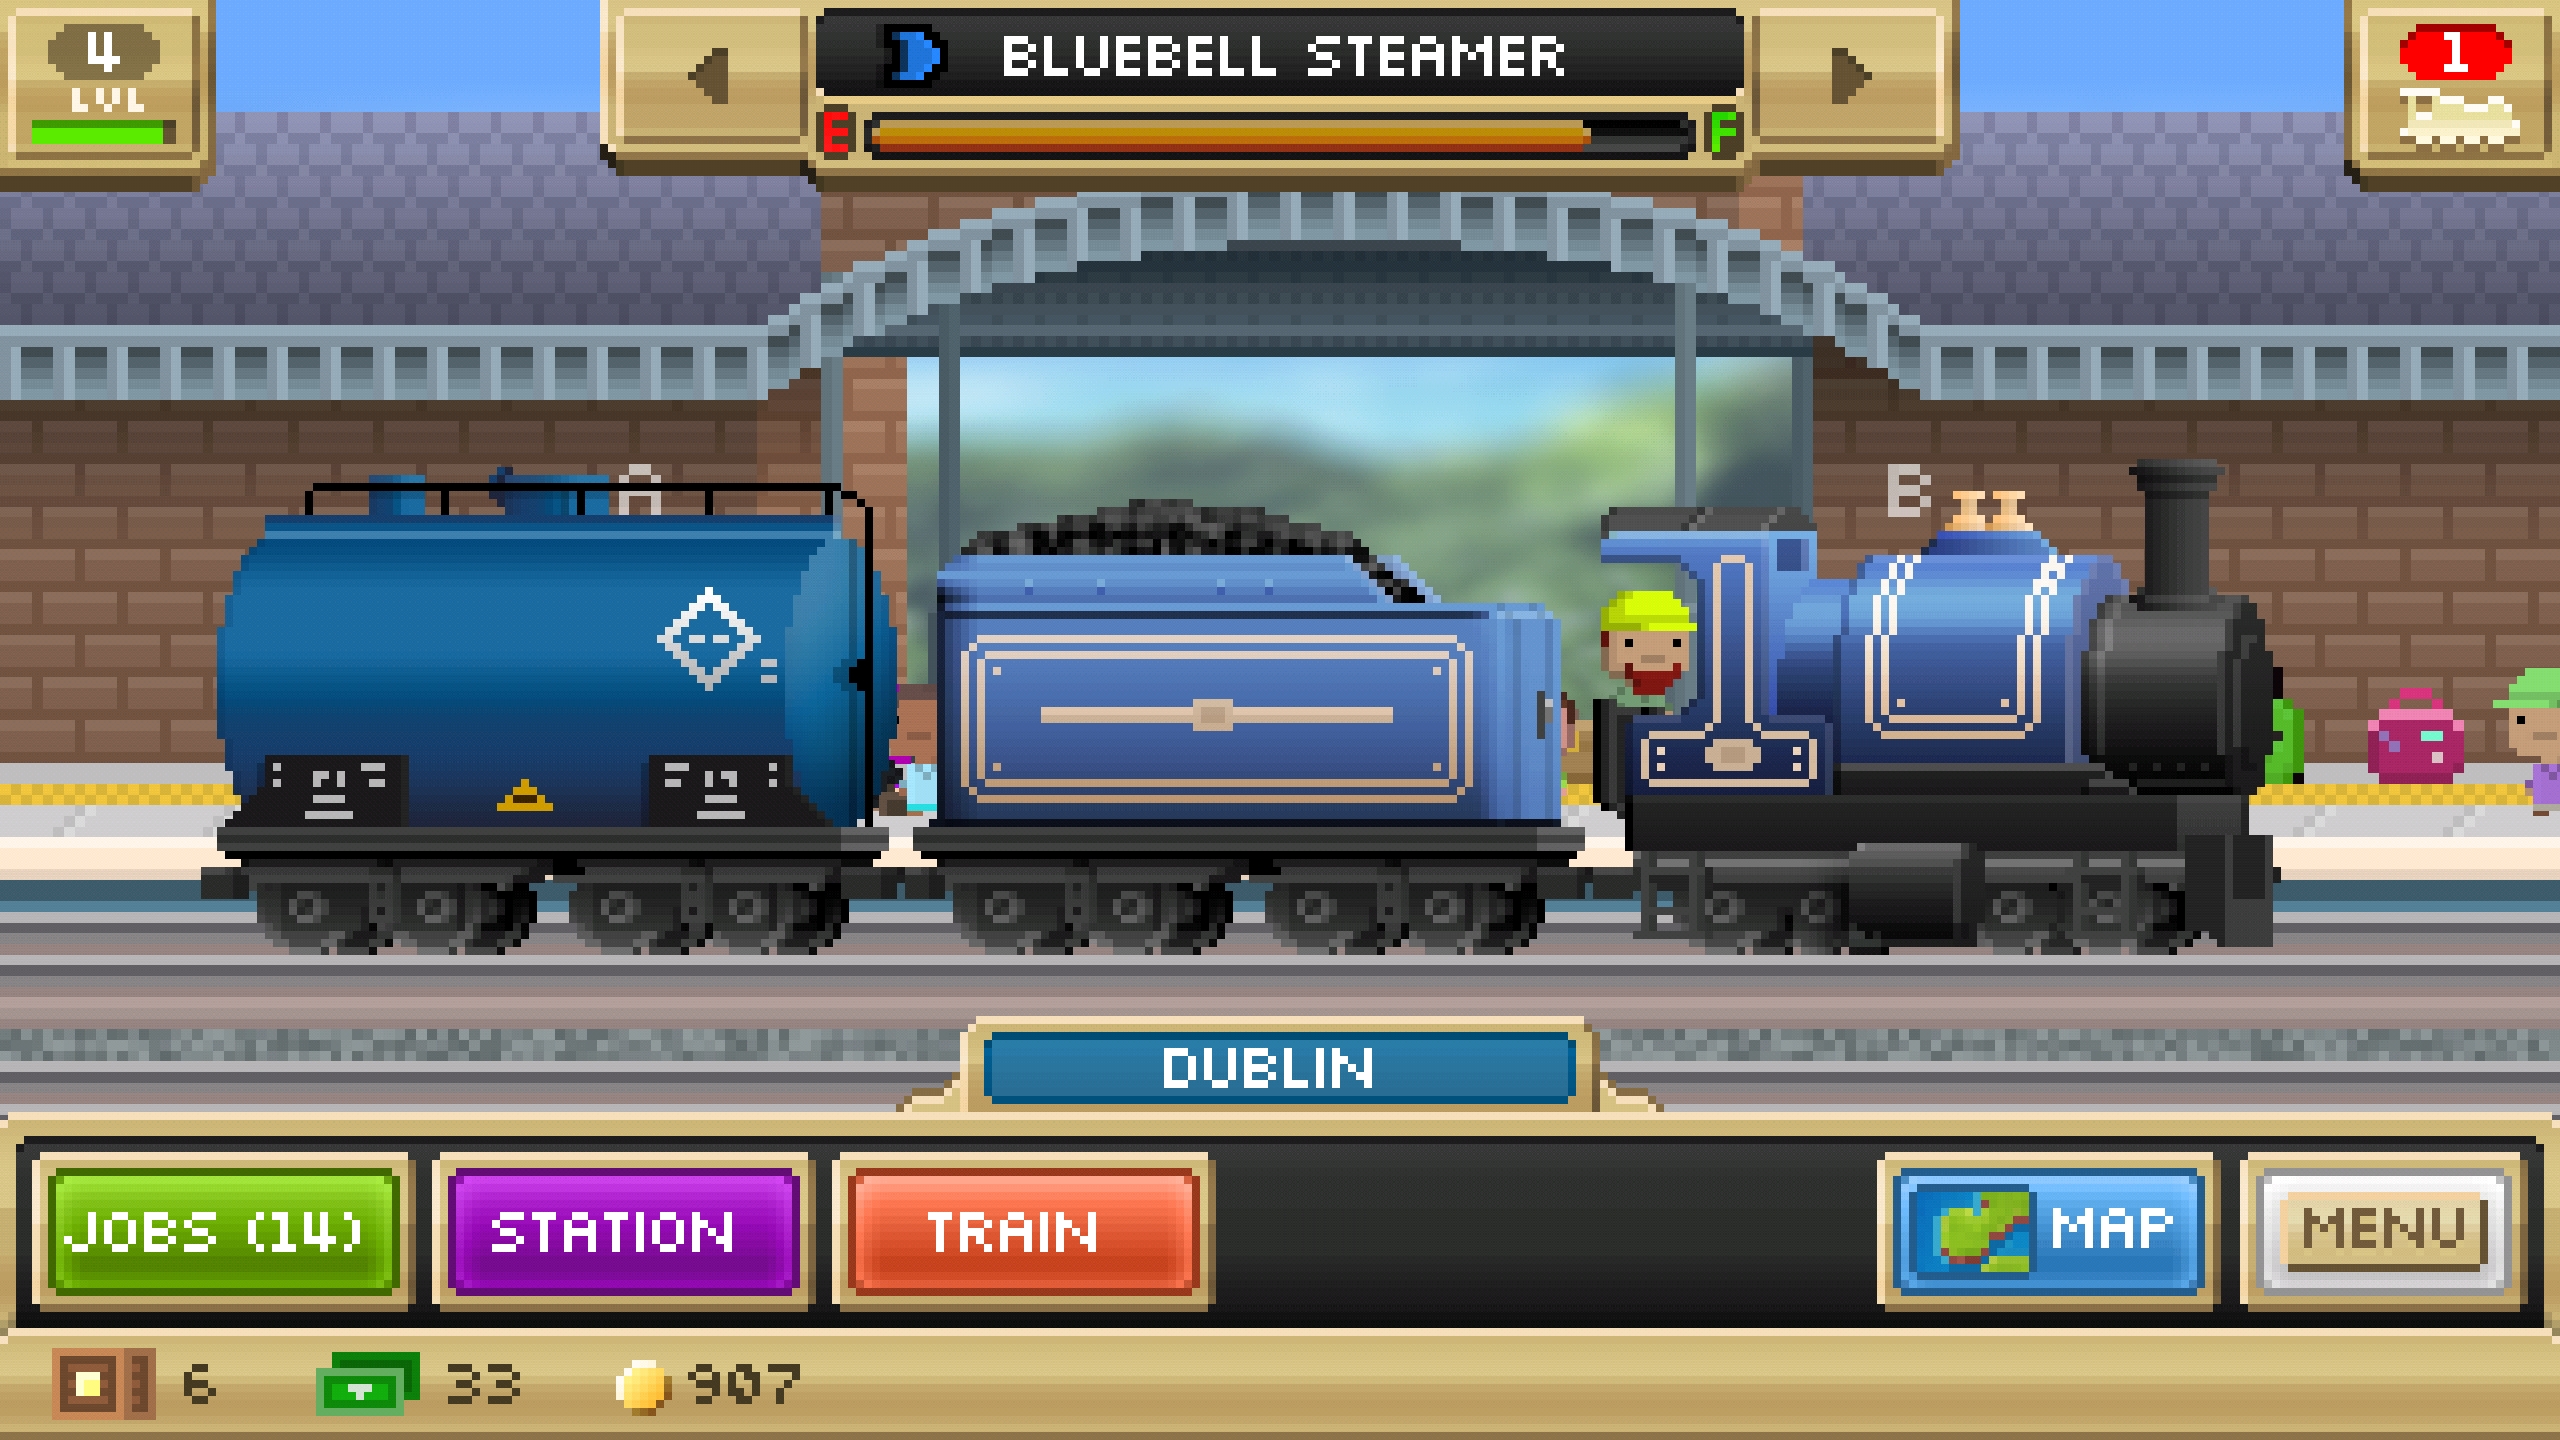 4
LVL
BLUEBELL STEAMER
E
F
1
A
B
DUBLIN
JOBS (14)
STATION
TRAIN
MAP
MENU
6
33
907